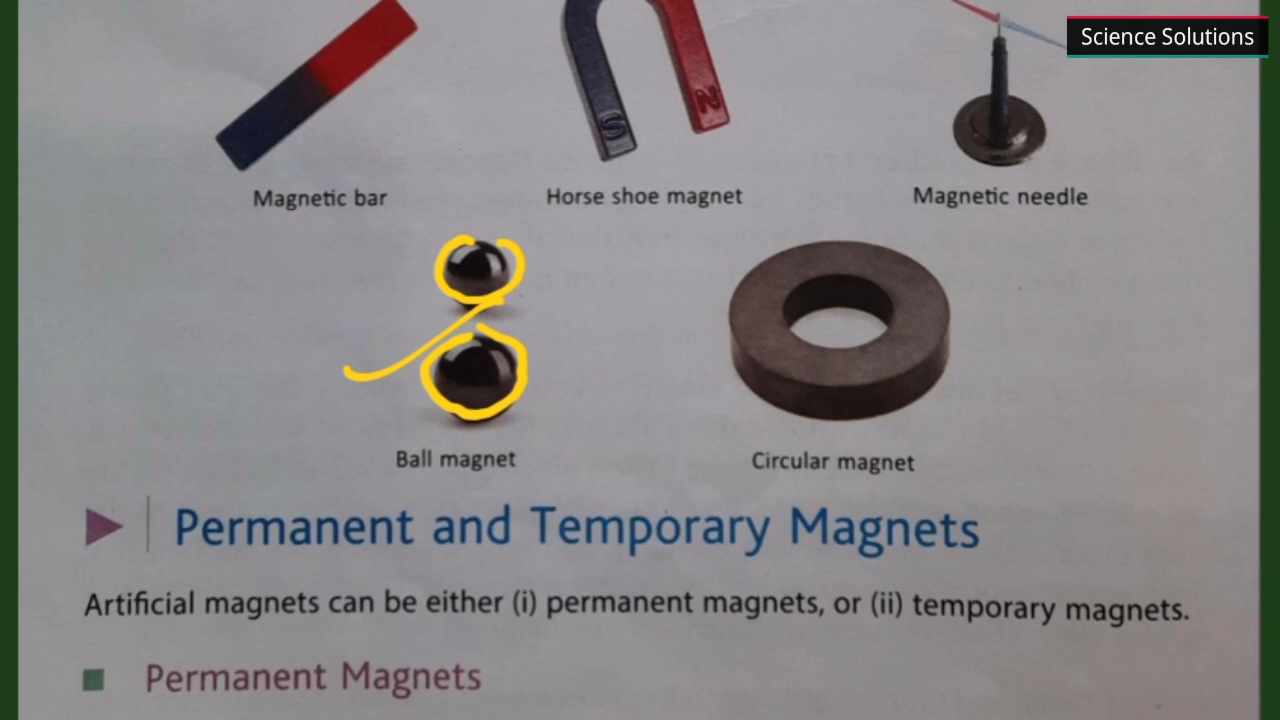 Science Solutions
S
N
Magnetic bar
Horse shoe magnet
Magnetic needle
Ball magnet
Circular magnet
Permanent and Temporary Magnets
Artificial magnets can be either (i) permanent magnets, or (ii) temporary magnets.
Permanent Magnets